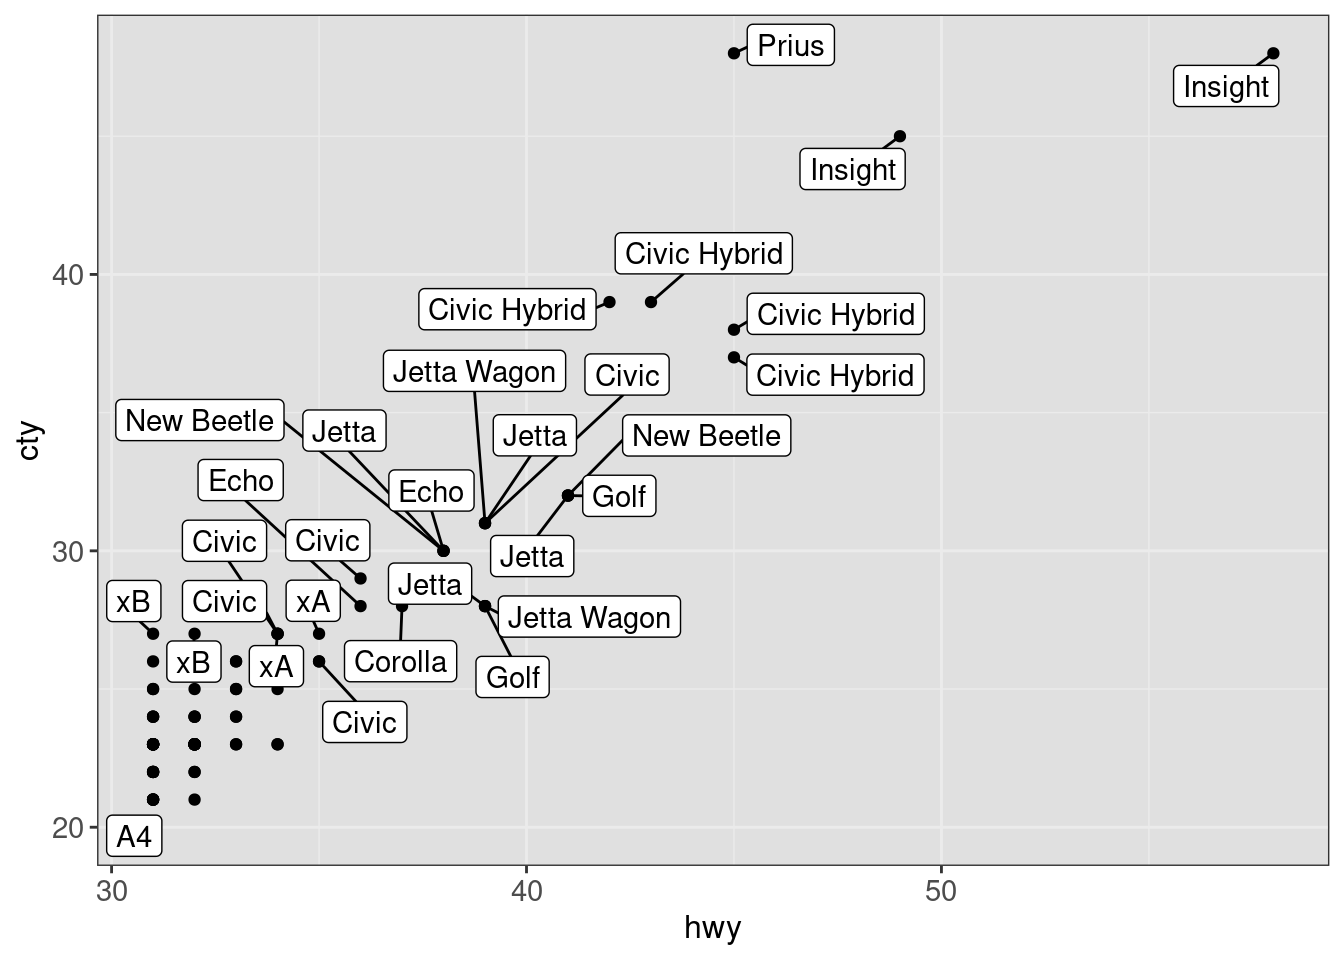 Prius
Insight
Insight
Civic Hybrid
40
Civic Hybrid
Civic Hybrid
Jetta Wagon
Civic
Civic Hybrid
New Beetle
Jetta
Jetta
New Beetle
cty
Echo
Echo
Golf
Civic
Civic
30
Jetta
Jetta
xB
Civic
xA
Jetta Wagon
xB
xA
Corolla
Golf
Civic
20
A4
30
40
50
hwy